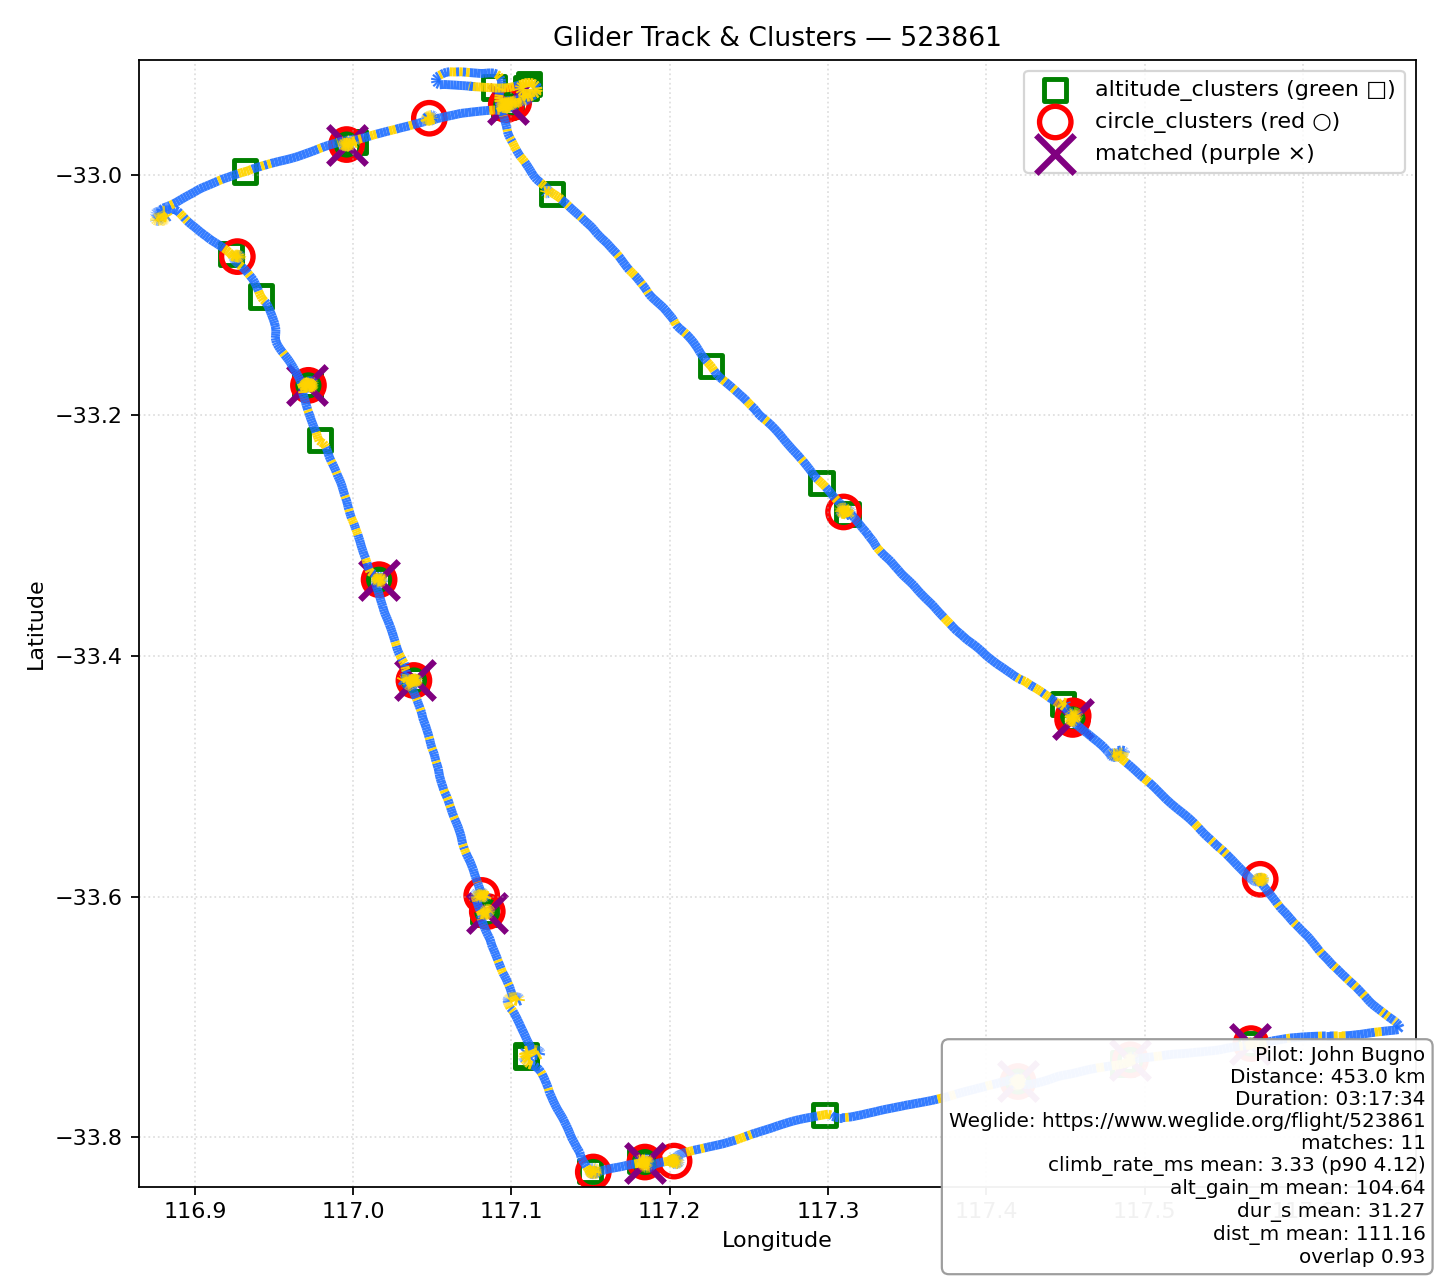 Glider Track & Clusters — 523861
altitude_clusters (green □)
circle_clusters (red ○)
matched (purple ×)
Latitude
−33.0
−33.2
−33.4
−33.6
−33.8
116.9
117.0
117.1
117.2
117.3
117.4
117.5
Longitude
Pilot: John Bugno
Distance: 453.0 km
Duration: 03:17:34
Weglide: https://www.weglide.org/flight/523861
matches: 11
climb_rate_ms mean: 3.33 (p90 4.12)
alt_gain_m mean: 104.64
dur_s mean: 31.27
dist_m mean: 111.16
overlap 0.93